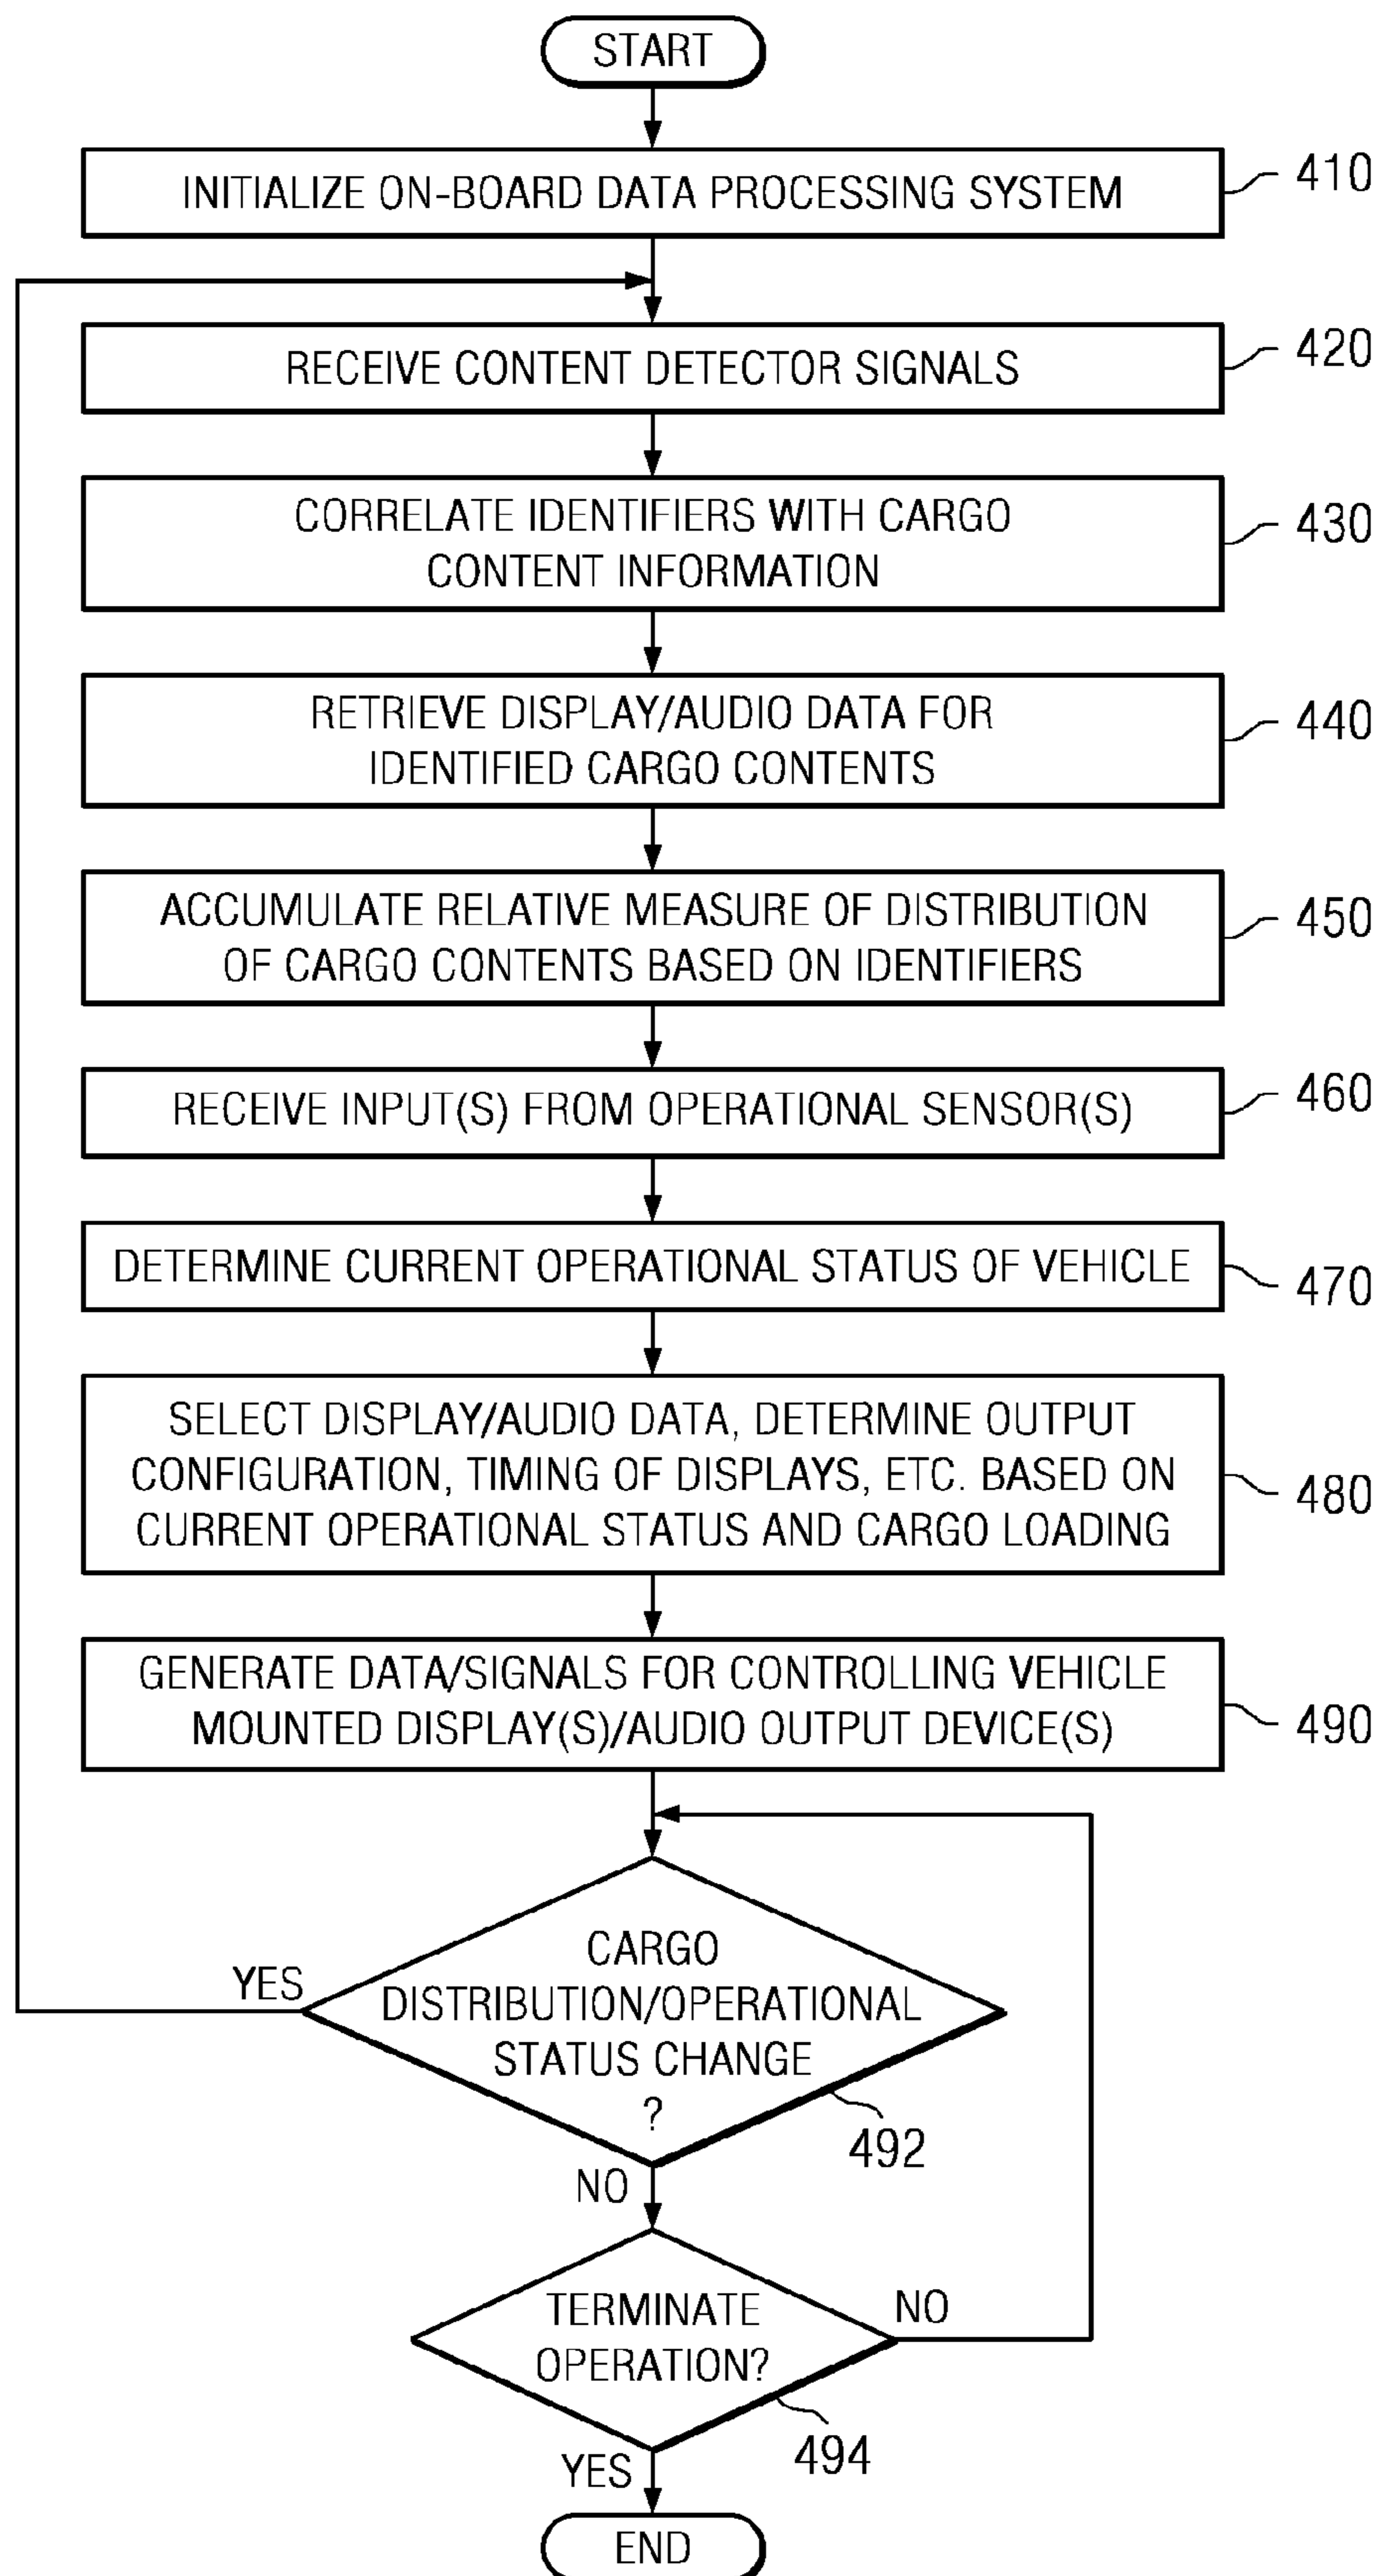 START
INITIALIZE ON-BOARD DATA PROCESSING SYSTEM
410
RECEIVE CONTENT DETECTOR SIGNALS
420
CORRELATE IDENTIFIERS WITH CARGO
CONTENT INFORMATION
430
RETRIEVE DISPLAY/AUDIO DATA FOR
IDENTIFIED CARGO CONTENTS
440
ACCUMULATE RELATIVE MEASURE OF DISTRIBUTION
OF CARGO CONTENTS BASED ON IDENTIFIERS
450
RECEIVE INPUT(S) FROM OPERATIONAL SENSOR(S)
460
DETERMINE CURRENT OPERATIONAL STATUS OF VEHICLE
470
SELECT DISPLAY/AUDIO DATA, DETERMINE OUTPUT
CONFIGURATION, TIMING OF DISPLAYS, ETC. BASED ON
CURRENT OPERATIONAL STATUS AND CARGO LOADING
480
GENERATE DATA/SIGNALS FOR CONTROLLING VEHICLE
MOUNTED DISPLAY(S)/AUDIO OUTPUT DEVICE(S)
490
CARGO
DISTRIBUTION/OPERATIONAL
STATUS CHANGE
?
YES
492
NO
TERMINATE
OPERATION?
NO
494
YES
END